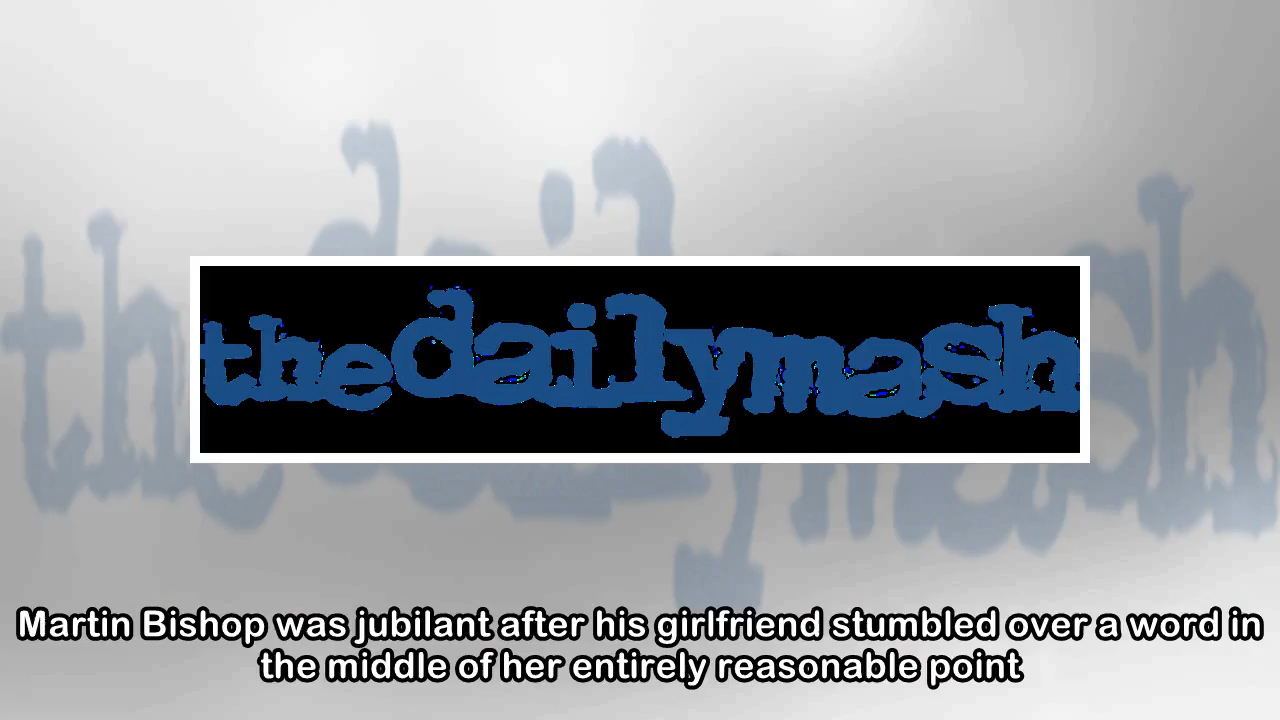 thedailymash
Martin Bishop was jubilant after his girlfriend stumbled over a word in
the middle of her entirely reasonable point